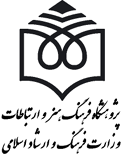 پژوهشگاه فرهنگ، هنر و ارتباطات
وزارت فرهنگ و ارشاد اسلامی